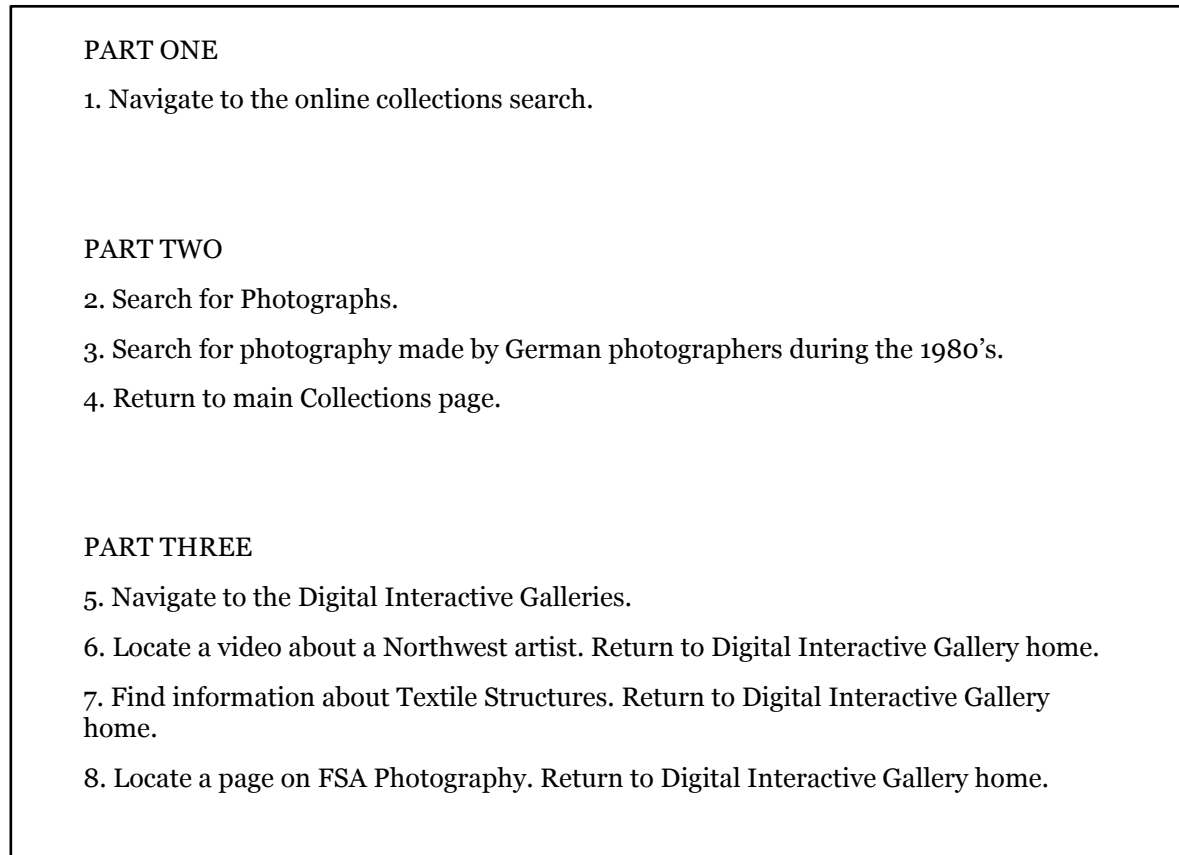 PART ONE
1. Navigate to the online collections search.
PART TWO
2. Search for Photographs.
3. Search for photography made by German photographers during the 1980’s.
4. Return to main Collections page.
PART THREE
5. Navigate to the Digital Interactive Galleries.
6. Locate a video about a Northwest artist. Return to Digital Interactive Gallery home.
7. Find information about Textile Structures. Return to Digital Interactive Gallery
home.
8. Locate a page on FSA Photography. Return to Digital Interactive Gallery home.